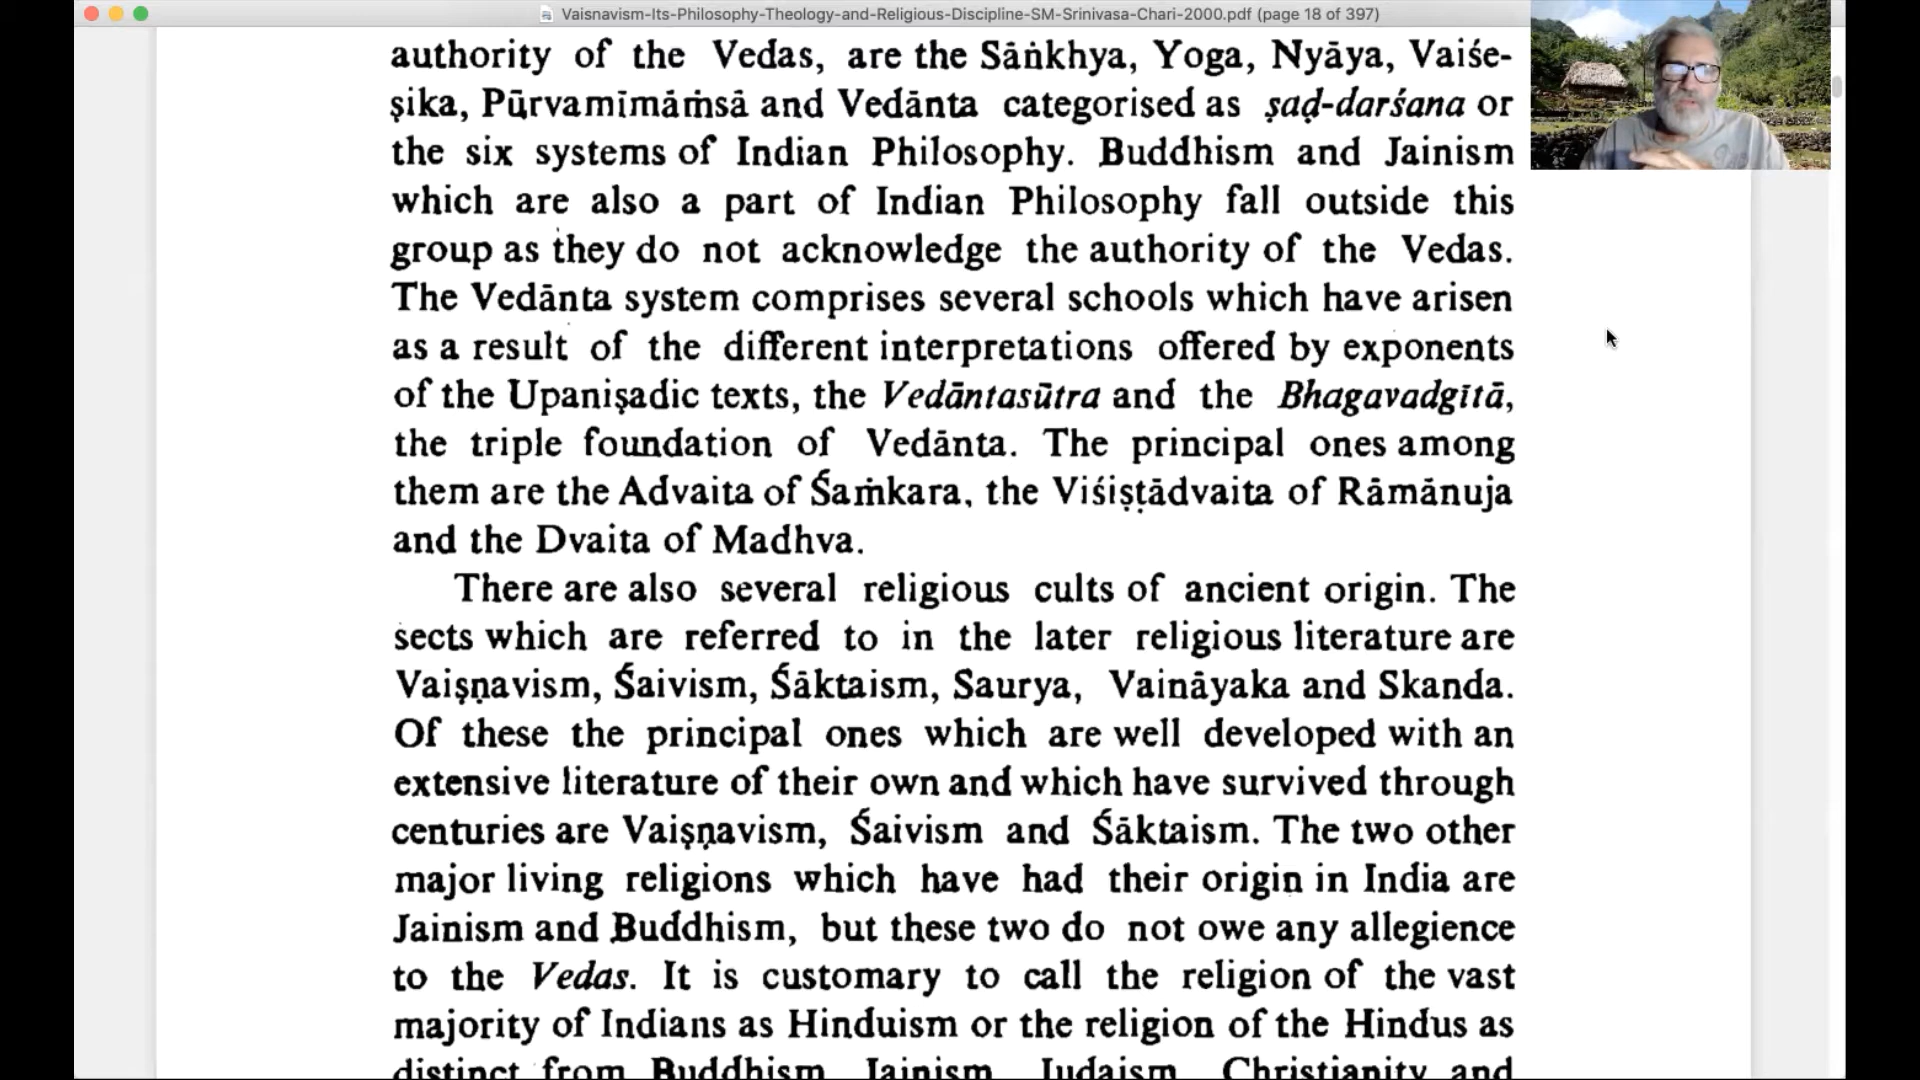 Vaisnavism-Its-Philosophy-Theology-and-Religious-Discipline-SM-Srinivasa-Chari-2000.pdf (page 18 of 397)
authority of the Vedas, are the Sāṅkhya, Yoga, Nyāya, Vaiśe-
ṣika, Pūrvamīmāṁsā and Vedānta categorised as ṣaḍ-darśana or
the six systems of Indian Philosophy. Buddhism and Jainism
which are also a part of Indian Philosophy fall outside this
group as they do not acknowledge the authority of the Vedas.
The Vedānta system comprises several schools which have arisen
as a result of the different interpretations offered by exponents
of the Upaniṣadic texts, the Vedāntasūtra and the Bhagavadgītā,
the triple foundation of Vedānta. The principal ones among
them are the Advaita of Śaṁkara, the Viśiṣṭādvaita of Rāmānuja
and the Dvaita of Madhva.
There are also several religious cults of ancient origin. The
sects which are referred to in the later religious literature are
Vaiṣṇavism, Śaivism, Śāktaism, Saurya, Vaināyaka and Skanda.
Of these the principal ones which are well developed with an
extensive literature of their own and which have survived through
centuries are Vaiṣṇavism, Śaivism and Śāktaism. The two other
major living religions which have had their origin in India are
Jainism and Buddhism, but these two do not owe any allegience
to the Vedas. It is customary to call the religion of the vast
majority of Indians as Hinduism or the religion of the Hindus as
distinct from Buddhism Jainism Judaism Christianity and